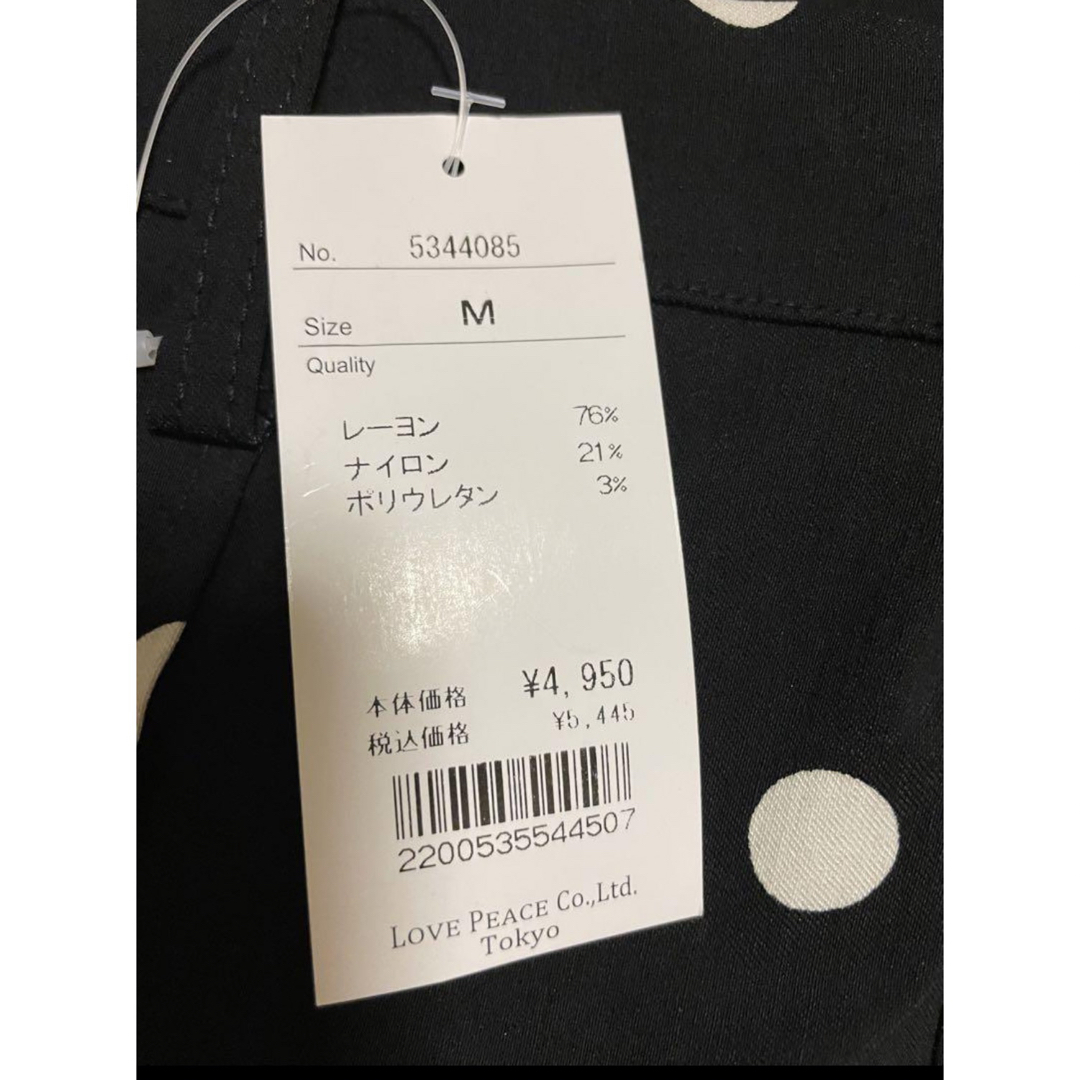 No. 5344085
Size M
Quality
レーヨン 76%
ナイロン 21%
ポリウレタン 3%
本体価格 ¥4,950
税込価格 ¥5,445
2200535544507
LOVE PEACE Co.,Ltd.
Tokyo